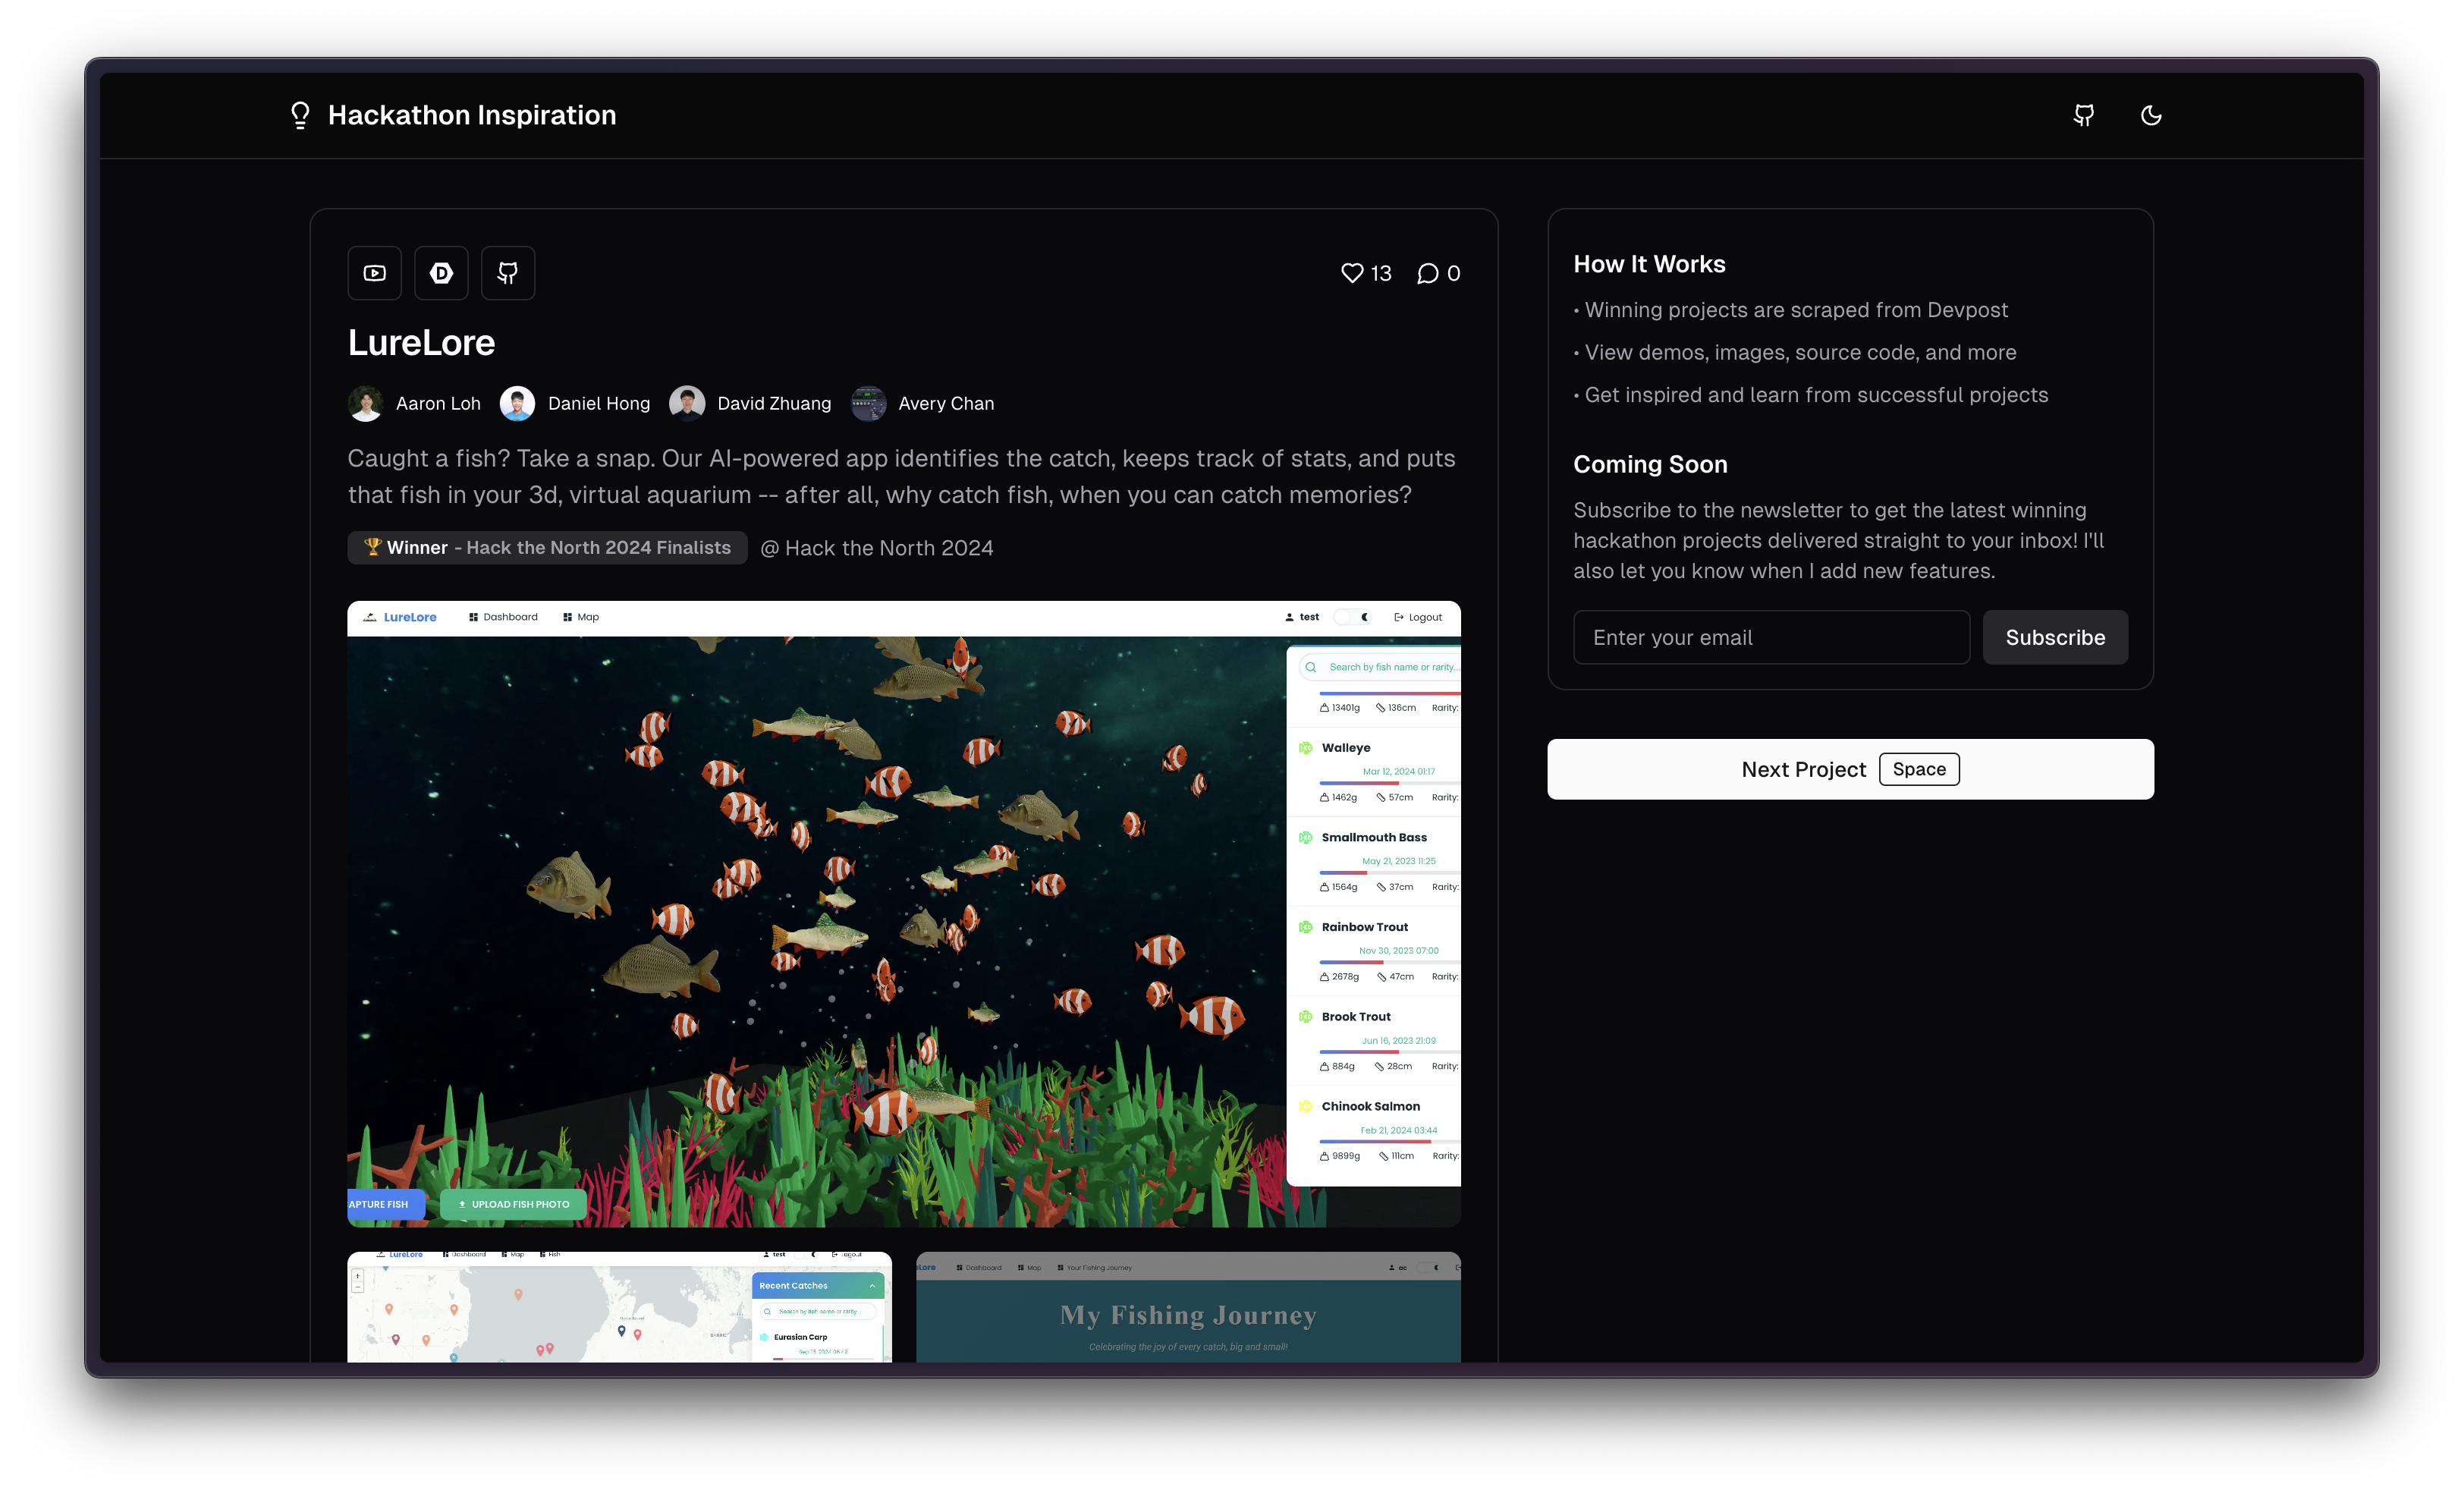 Hackathon Inspiration
13 0
LureLore
Aaron Loh Daniel Hong David Zhuang Avery Chan
Caught a fish? Take a snap. Our AI-powered app identifies the catch, keeps track of stats, and puts
that fish in your 3d, virtual aquarium -- after all, why catch fish, when you can catch memories?
🏆 Winner - Hack the North 2024 Finalists @ Hack the North 2024
LureLore Dashboard Map test Logout
Search by fish name or rarity...
13401g 136cm Rarity:
Walleye
Mar 12, 2024 01:17
1462g 57cm Rarity:
Smallmouth Bass
May 21, 2023 11:25
1564g 37cm Rarity:
Rainbow Trout
Nov 30, 2023 07:00
2678g 47cm Rarity:
Brook Trout
Jun 16, 2023 21:09
884g 28cm Rarity:
Chinook Salmon
Feb 21, 2024 03:44
9899g 111cm Rarity:
APTURE FISH UPLOAD FISH PHOTO
LureLore Dashboard Map Fish test Logout
+
−
Recent Catches
Search by fish name or rarity...
Eurasian Carp
BARRIE
Lore Dashboard Map Your Fishing Journey ac
My Fishing Journey
Celebrating the joy of every catch, big and small!
How It Works
• Winning projects are scraped from Devpost
• View demos, images, source code, and more
• Get inspired and learn from successful projects
Coming Soon
Subscribe to the newsletter to get the latest winning
hackathon projects delivered straight to your inbox! I'll
also let you know when I add new features.
Enter your email
Subscribe
Next Project Space